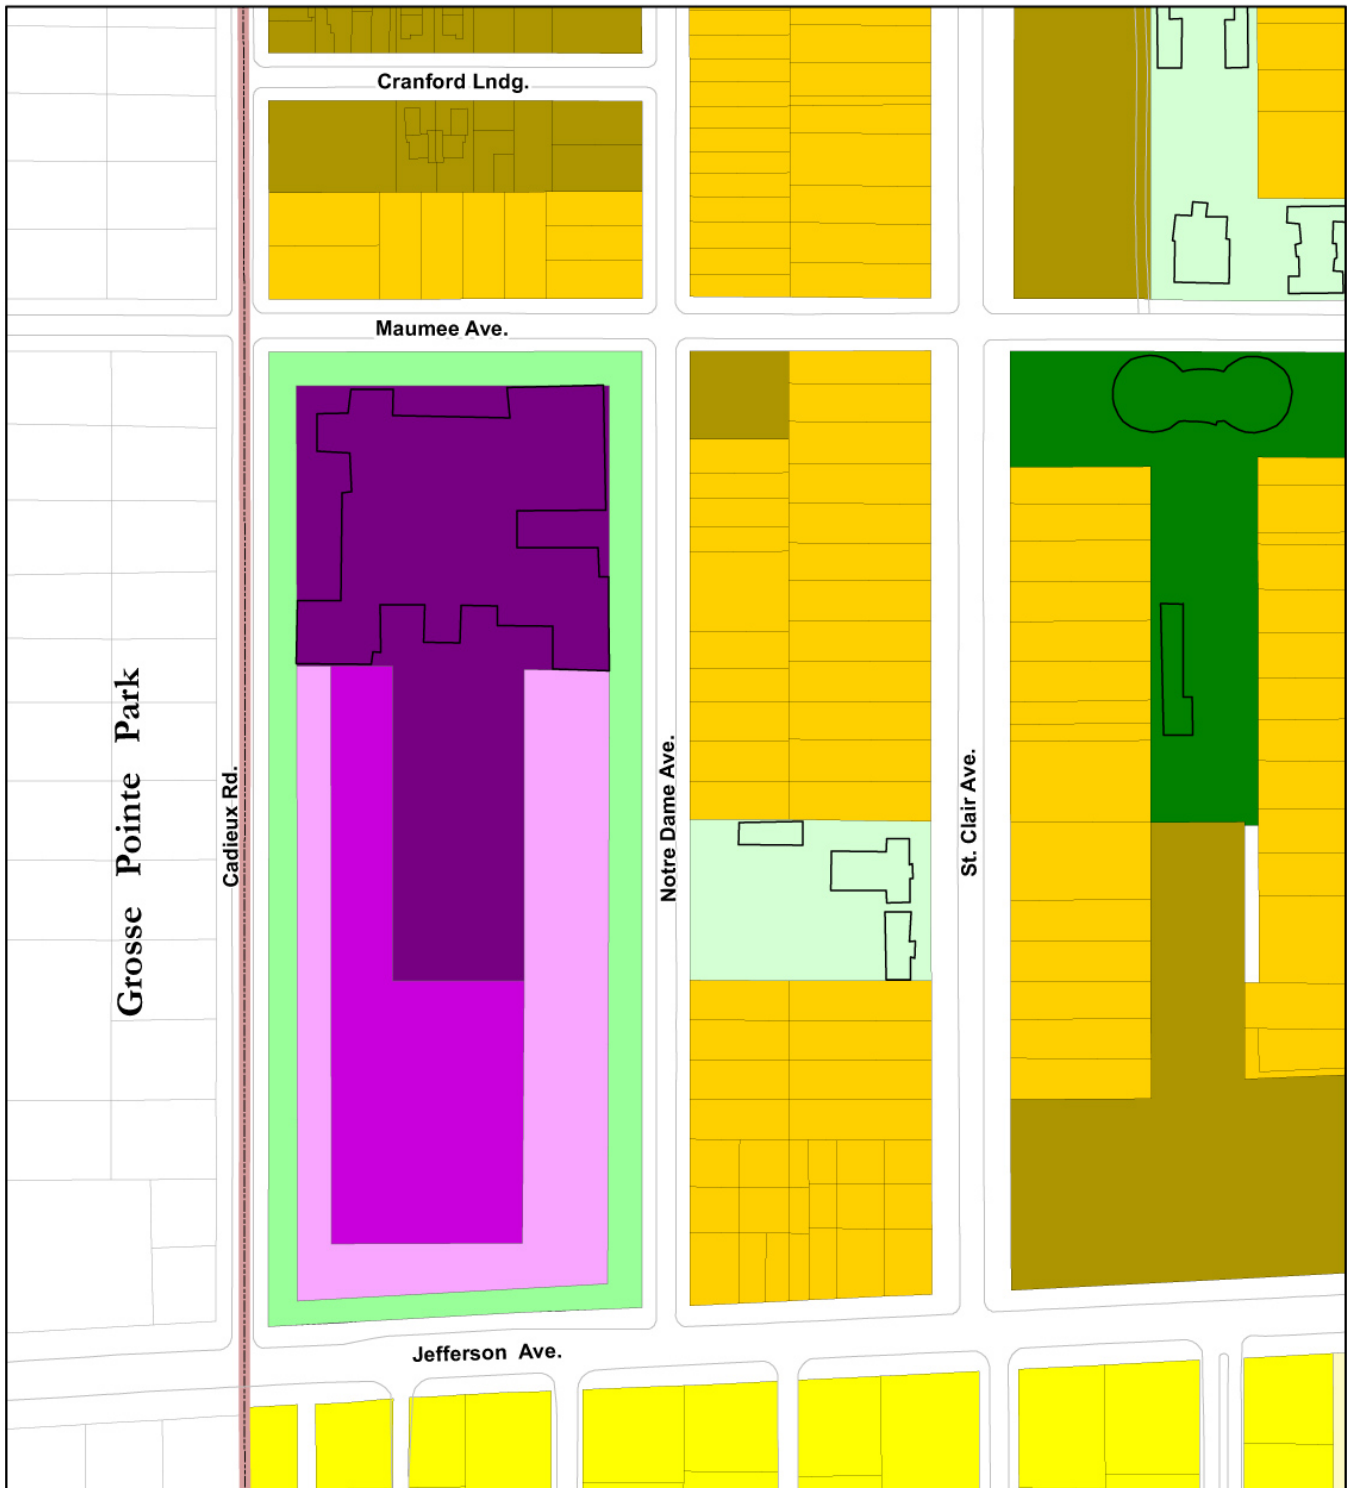 Cranford Lndg.
Maumee Ave.
Grosse Pointe Park
Cadieux Rd.
Notre Dame Ave.
St. Clair Ave.
Jefferson Ave.